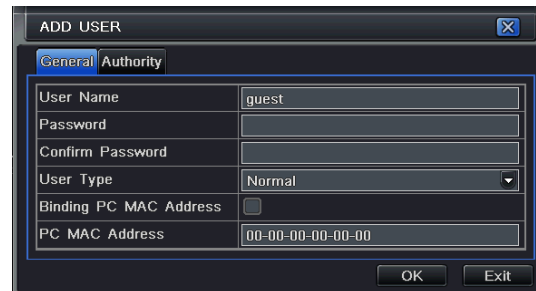 ADD USER
General Authority
User Name guest
Password
Confirm Password
User Type Normal
Binding PC MAC Address
PC MAC Address 00-00-00-00-00-00
OK Exit